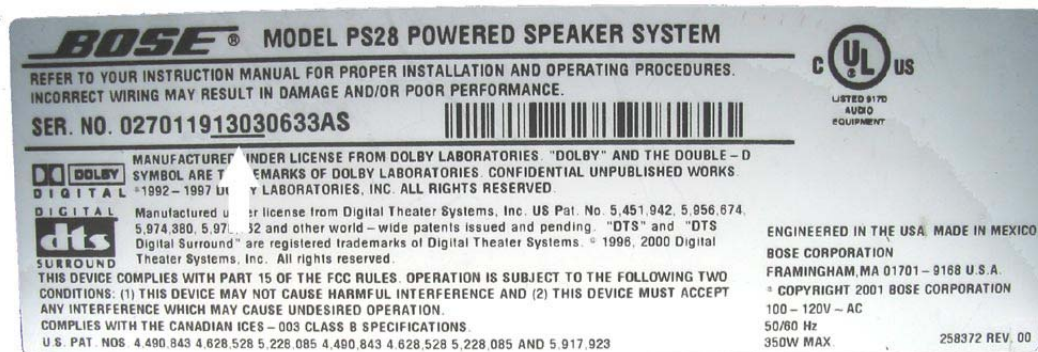 BOSE ® MODEL PS28 POWERED SPEAKER SYSTEM
REFER TO YOUR INSTRUCTION MANUAL FOR PROPER INSTALLATION AND OPERATING PROCEDURES.
INCORRECT WIRING MAY RESULT IN DAMAGE AND/OR POOR PERFORMANCE.
SER. NO. 027011913030633AS
C UL ® US
LISTED 917D
AUDIO
EQUIPMENT
DOLBY
DIGITAL
MANUFACTURED UNDER LICENSE FROM DOLBY LABORATORIES. "DOLBY" AND THE DOUBLE – D
SYMBOL ARE TRADEMARKS OF DOLBY LABORATORIES. CONFIDENTIAL UNPUBLISHED WORKS.
©1992 – 1997 DOLBY LABORATORIES, INC. ALL RIGHTS RESERVED.
DIGITAL
dts
SURROUND
Manufactured under license from Digital Theater Systems, Inc. US Pat. No. 5,451,942, 5,956,674,
5,974,380, and other world – wide patents issued and pending. "DTS" and "DTS
Digital Surround" are registered trademarks of Digital Theater Systems. © 1996, 2000 Digital
Theater Systems, Inc. All rights reserved.
THIS DEVICE COMPLIES WITH PART 15 OF THE FCC RULES. OPERATION IS SUBJECT TO THE FOLLOWING TWO
CONDITIONS: (1) THIS DEVICE MAY NOT CAUSE HARMFUL INTERFERENCE AND (2) THIS DEVICE MUST ACCEPT
ANY INTERFERENCE WHICH MAY CAUSE UNDESIRED OPERATION.
COMPLIES WITH THE CANADIAN ICES – 003 CLASS B SPECIFICATIONS.
U.S. PAT. NOS. 4,490,843 4,628,528 5,228,085 4,490,843 4,628,528 5,228,085 AND 5,917,923
ENGINEERED IN THE USA MADE IN MEXICO
BOSE CORPORATION
FRAMINGHAM,MA 01701 – 9168 U.S.A.
© COPYRIGHT 2001 BOSE CORPORATION
100 – 120V ~ AC
50/60 Hz
350W MAX.
258372 REV. 00